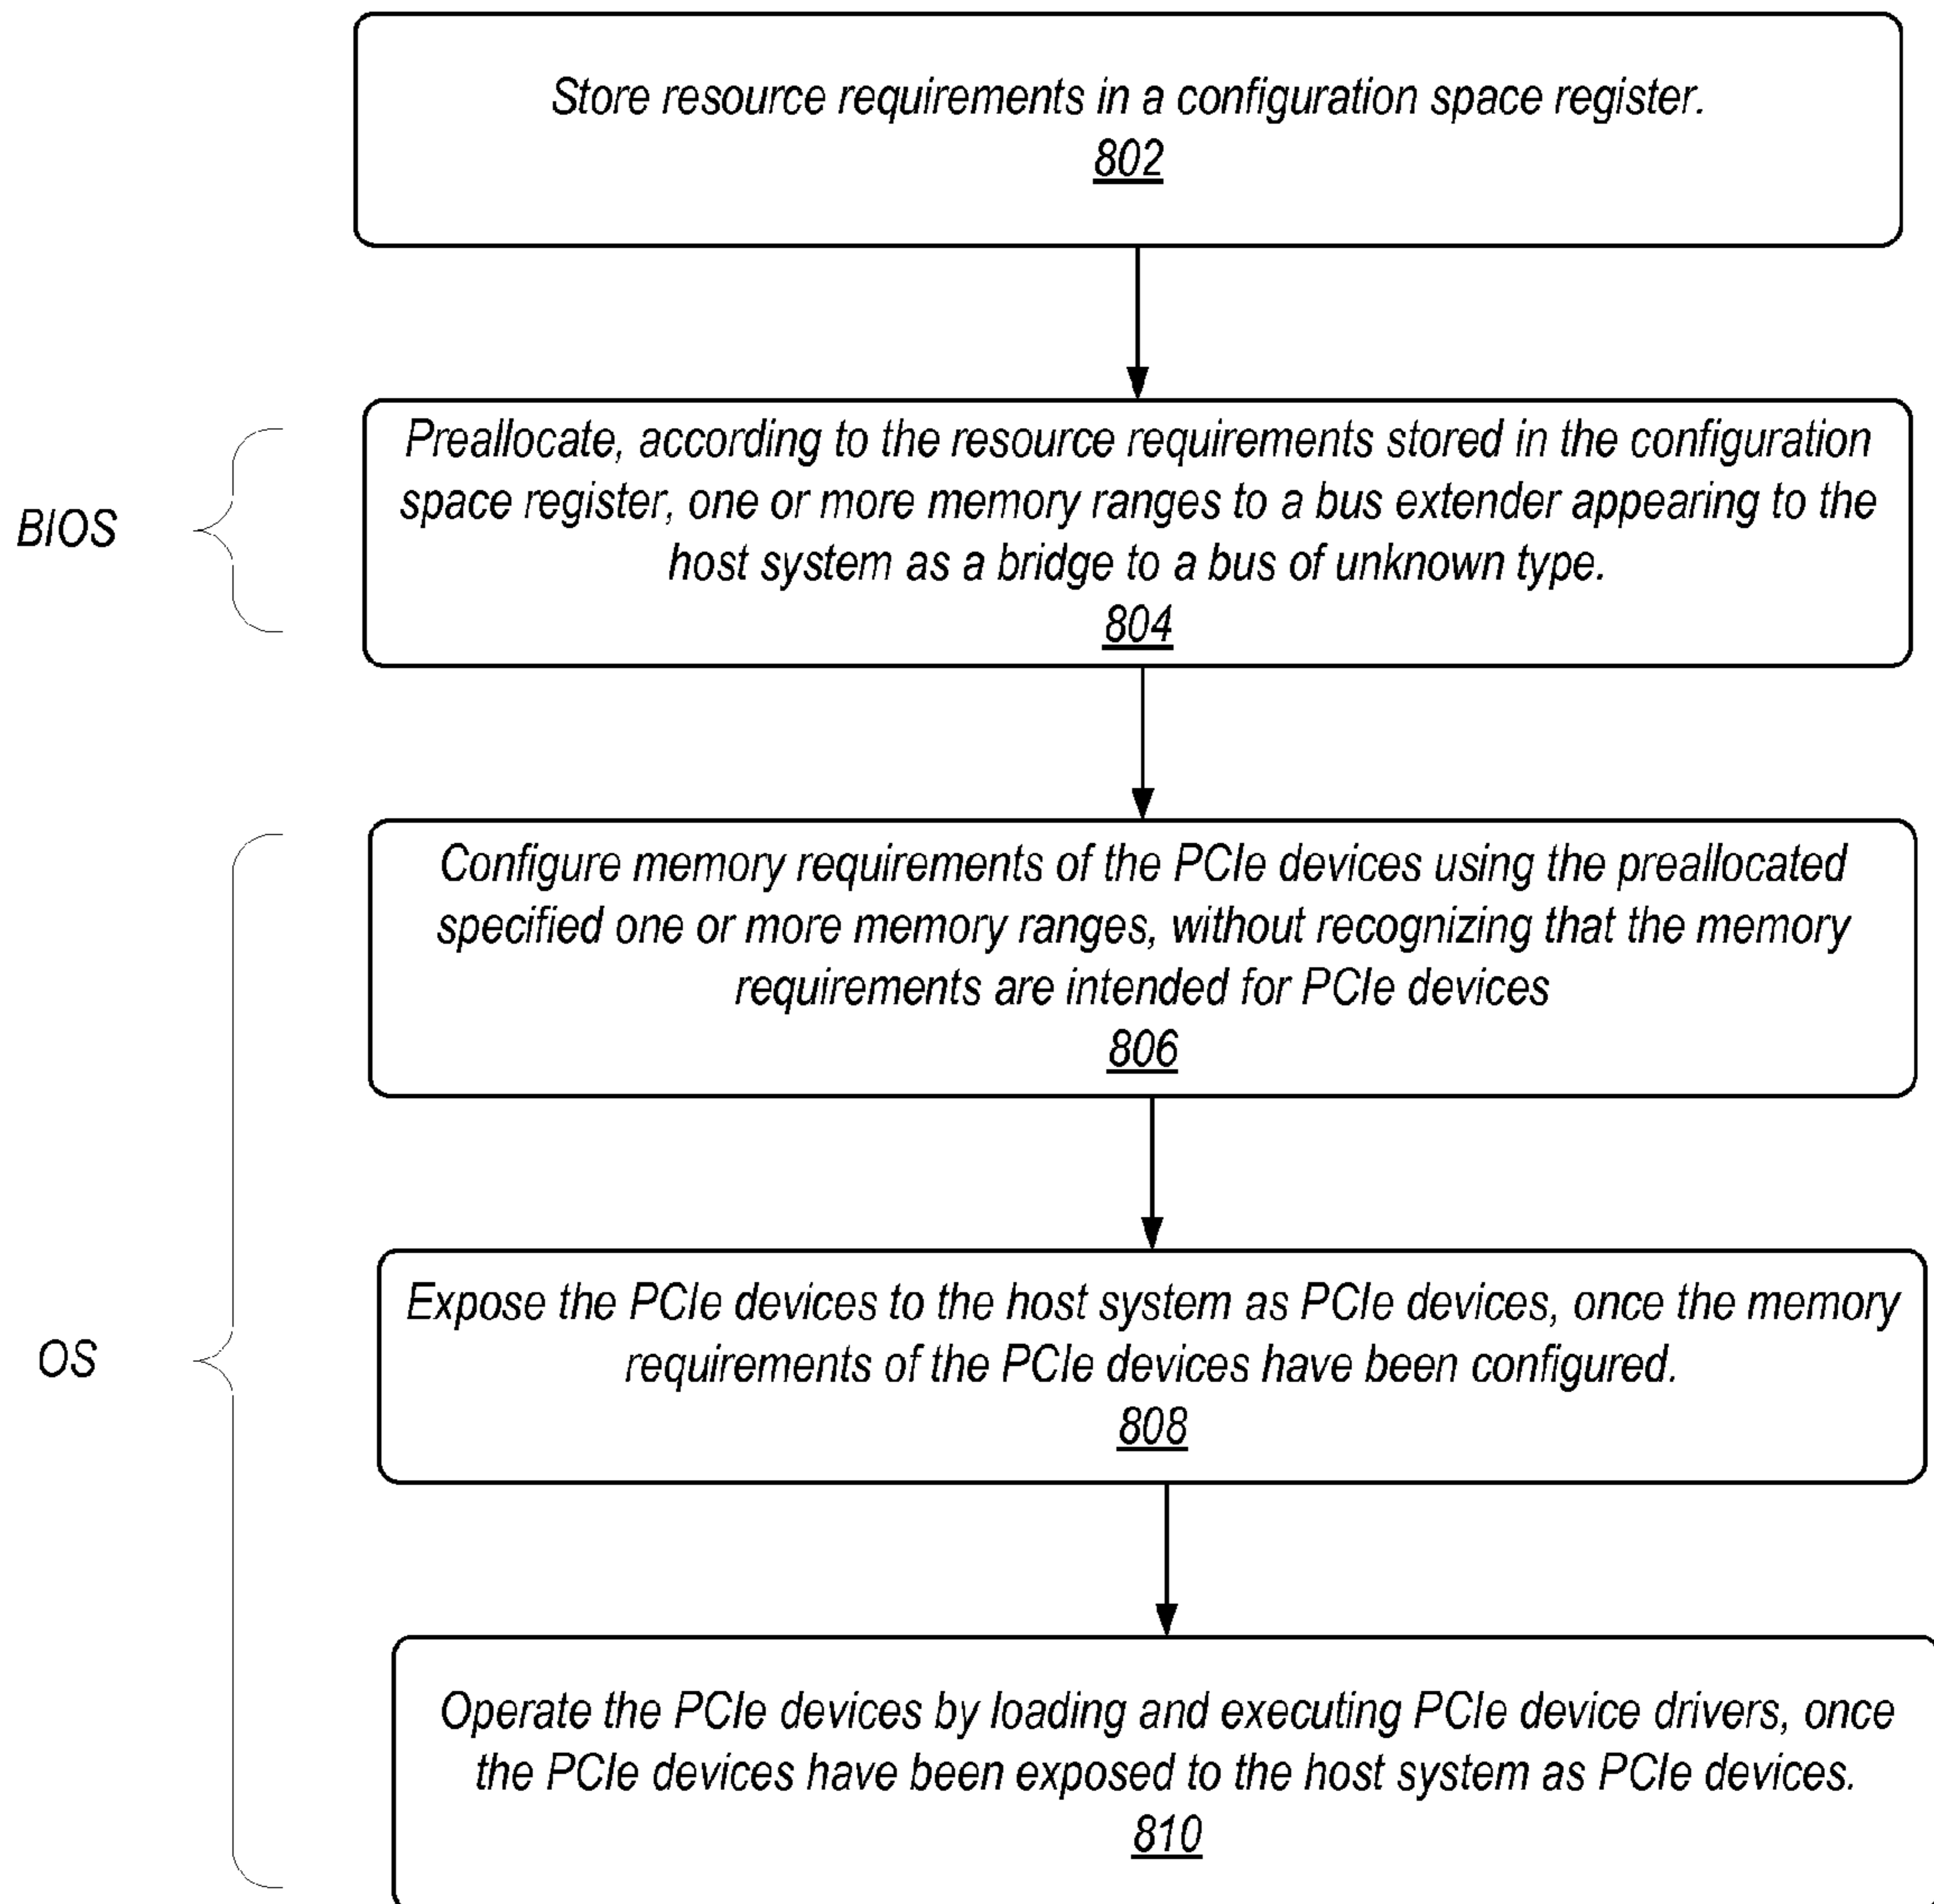 Store resource requirements in a configuration space register.
802
BIOS
Preallocate, according to the resource requirements stored in the configuration
space register, one or more memory ranges to a bus extender appearing to the
host system as a bridge to a bus of unknown type.
804
OS
Configure memory requirements of the PCIe devices using the preallocated
specified one or more memory ranges, without recognizing that the memory
requirements are intended for PCIe devices
806
Expose the PCIe devices to the host system as PCIe devices, once the memory
requirements of the PCIe devices have been configured.
808
Operate the PCIe devices by loading and executing PCIe device drivers, once
the PCIe devices have been exposed to the host system as PCIe devices.
810